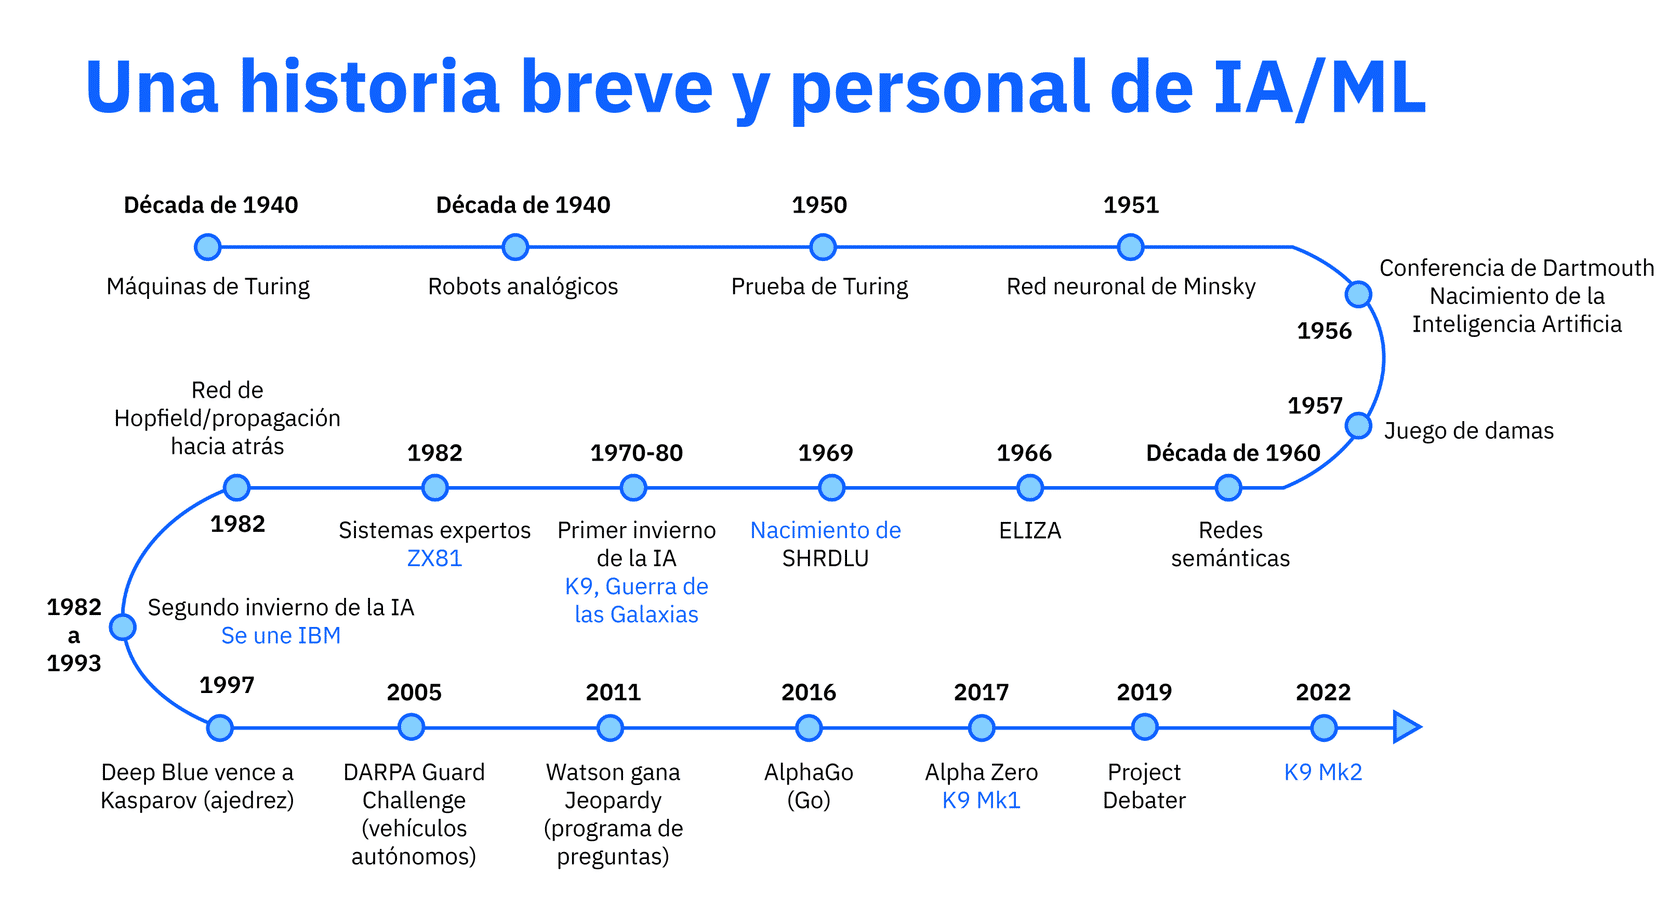 Una historia breve y personal de IA/ML
Década de 1940
Máquinas de Turing
Década de 1940
Robots analógicos
1950
Prueba de Turing
1951
Red neuronal de Minsky
Conferencia de Dartmouth
Nacimiento de la
Inteligencia Artificia
1956
1957
Juego de damas
Década de 1960
Redes
semánticas
1966
ELIZA
1969
Nacimiento de
SHRDLU
1970-80
Primer invierno
de la IA
K9, Guerra de
las Galaxias
1982
Sistemas expertos
ZX81
Red de
Hopfield/propagación
hacia atrás
1982
1982
a
1993
Segundo invierno de la IA
Se une IBM
1997
Deep Blue vence a
Kasparov (ajedrez)
2005
DARPA Guard
Challenge
(vehículos
autónomos)
2011
Watson gana
Jeopardy
(programa de
preguntas)
2016
AlphaGo
(Go)
2017
Alpha Zero
K9 Mk1
2019
Project
Debater
2022
K9 Mk2